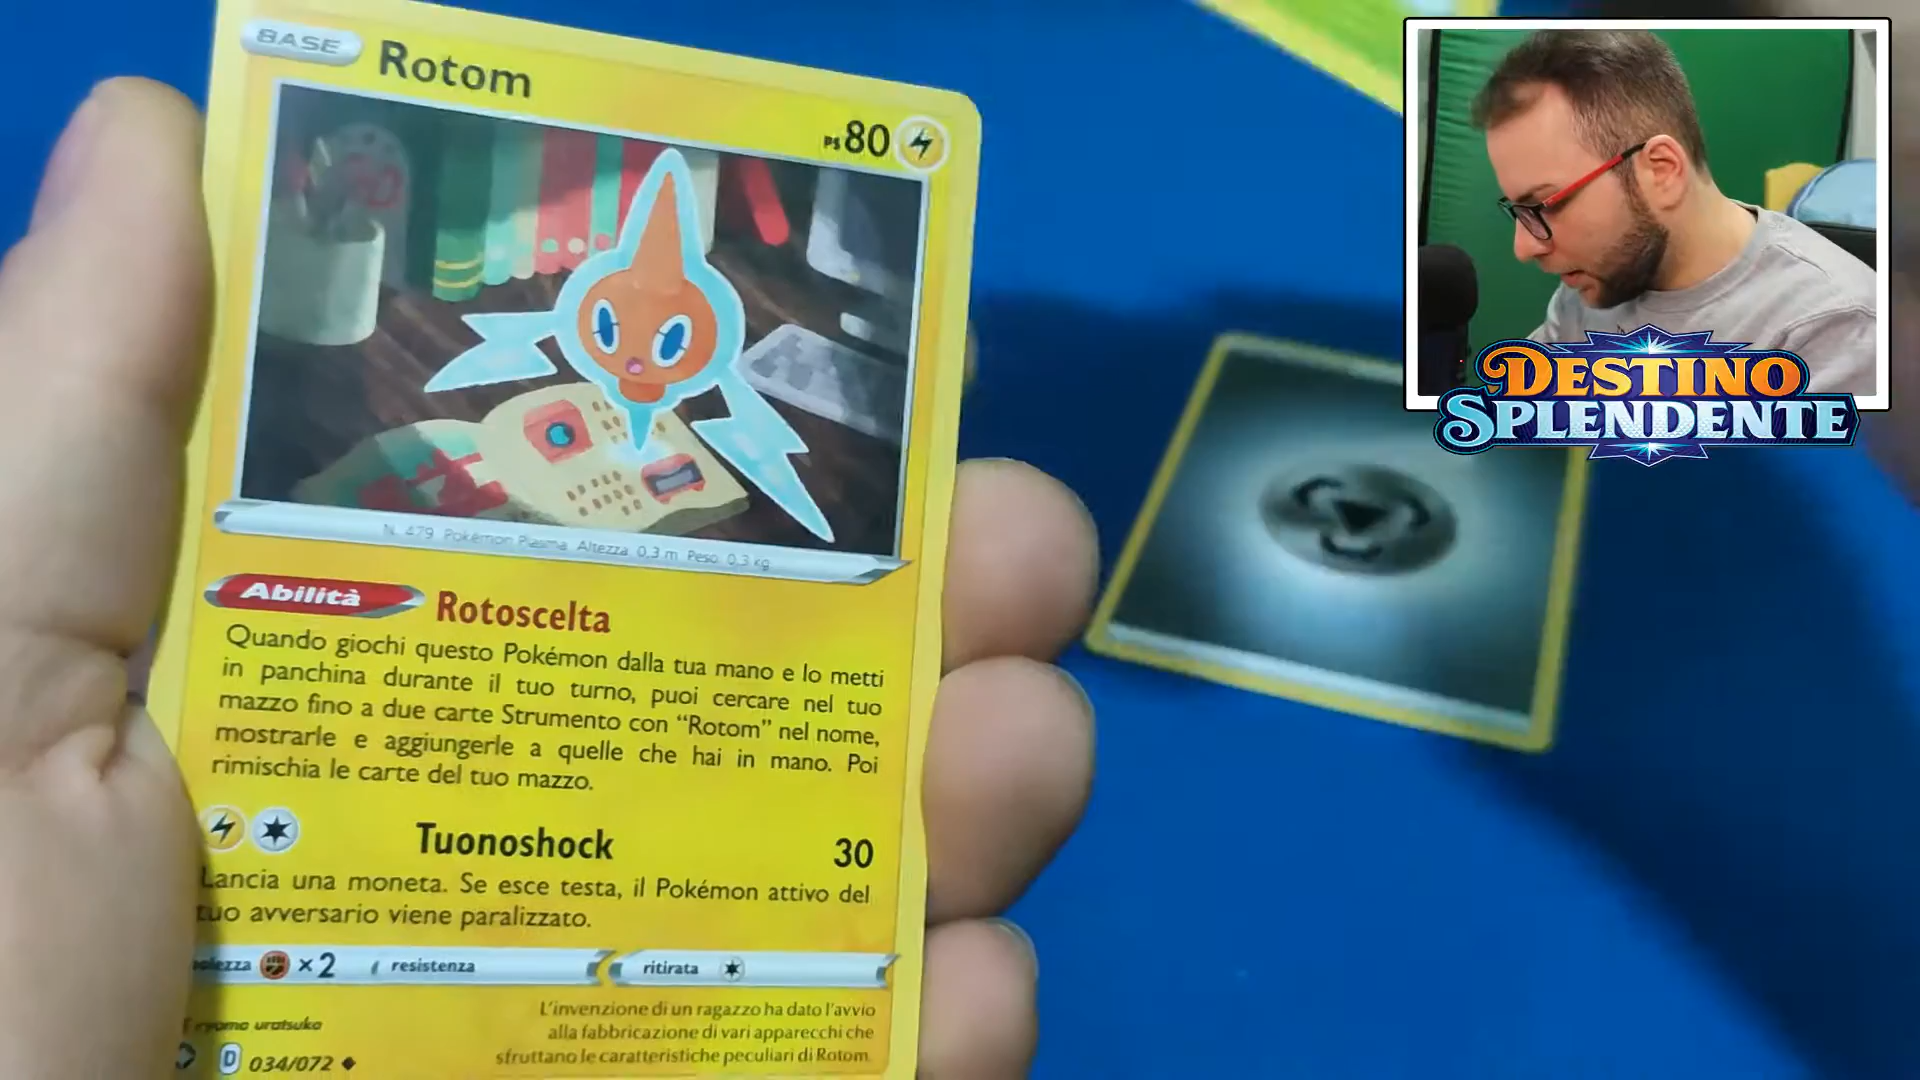 BASE
Rotom
PS80
N. 479 Pokémon Plasma Altezza 0,3 m Peso 0.3 kg
Abilità Rotoscelta
Quando giochi questo Pokémon dalla tua mano e lo metti
in panchina durante il tuo turno, puoi cercare nel tuo
mazzo fino a due carte Strumento con “Rotom” nel nome,
mostrarle e aggiungerle a quelle che hai in mano. Poi
rimischia le carte del tuo mazzo.
Tuonoshock 30
Lancia una moneta. Se esce testa, il Pokémon attivo del
tuo avversario viene paralizzato.
×2 resistenza ritirata
uratsuka
L'invenzione di un ragazzo ha dato l'avvio
alla fabbricazione di vari apparecchi che
sfruttano le caratteristiche peculiari di Rotom.
D 034/072
DESTINO
SPLENDENTE